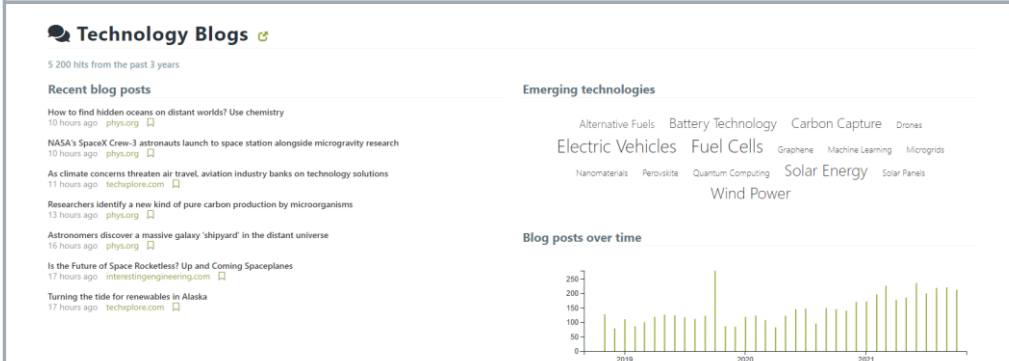 Technology Blogs
5 200 hits from the past 3 years
Recent blog posts
How to find hidden oceans on distant worlds? Use chemistry
10 hours ago phys.org
NASA's SpaceX Crew-3 astronauts launch to space station alongside microgravity research
10 hours ago phys.org
As climate concerns threaten air travel, aviation industry banks on technology solutions
11 hours ago techxplore.com
Researchers identify a new kind of pure carbon production by microorganisms
13 hours ago phys.org
Astronomers discover a massive galaxy 'shipyard' in the distant universe
16 hours ago phys.org
Is the Future of Space Rocketless? Up and Coming Spaceplanes
17 hours ago interestingengineering.com
Turning the tide for renewables in Alaska
17 hours ago techxplore.com
Emerging technologies
Alternative Fuels Battery Technology Carbon Capture Drones
Electric Vehicles Fuel Cells Graphene Machine Learning Microgrids
Nanomaterials Perovskite Quantum Computing Solar Energy Solar Panels
Wind Power
Blog posts over time
250
200
150
100
50
0
2019 2020 2021